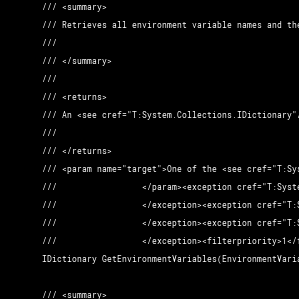 /// <summary>
/// Retrieves all environment variable names and the
///
/// </summary>
///
/// <returns>
/// An <see cref="T:System.Collections.IDictionary"
///
/// </returns>
/// <param name="target">One of the <see cref="T:Sys
/// </param><exception cref="T:Syste
/// </exception><exception cref="T:S
/// </exception><exception cref="T:S
/// </exception><filterpriority>1</
IDictionary GetEnvironmentVariables(EnvironmentVaria
/// <summary>